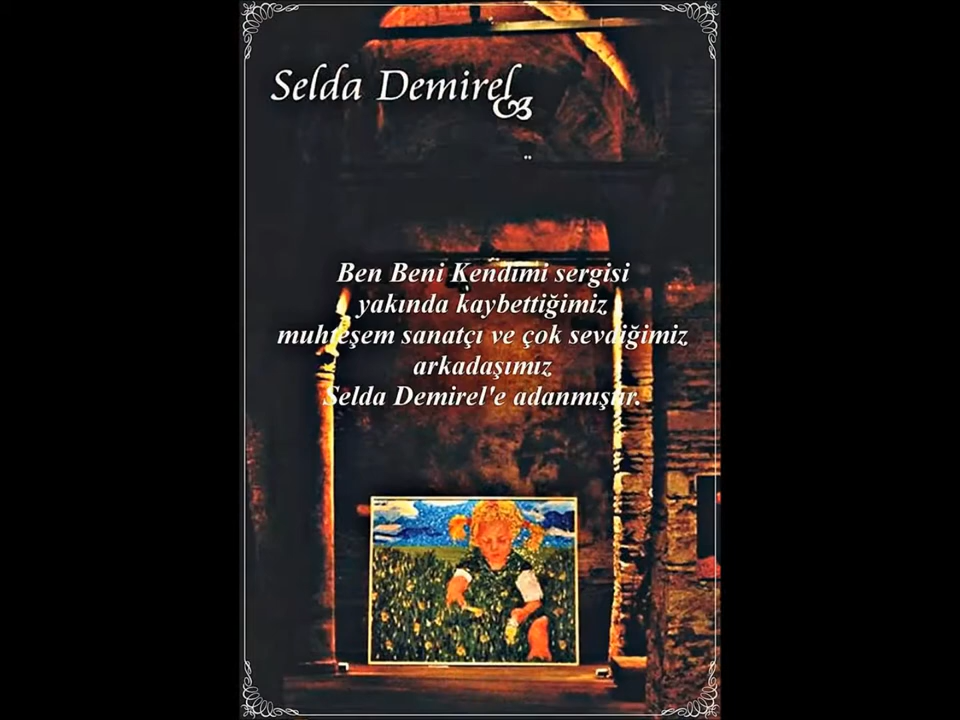 Selda Demirel
Ben Beni Kendimi sergisi
yakında kaybettiğimiz
muhteşem sanatçı ve çok sevdiğimiz
arkadaşımız
Selda Demirel'e adanmıştır.